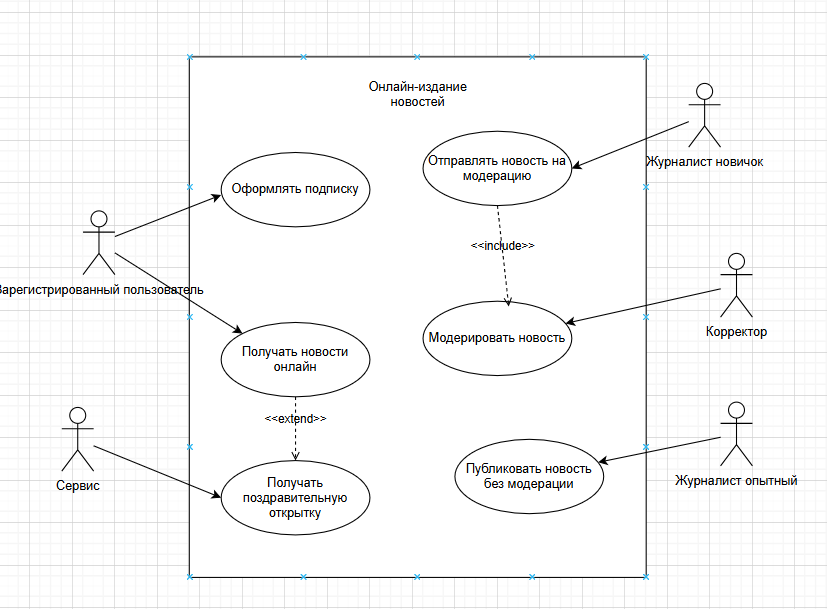 Онлайн-издание
новостей
Отправлять новость на
модерацию
Журналист новичок
Оформлять подписку
<<include>>
Зарегистрированный пользователь
Корректор
Модерировать новость
Получать новости
онлайн
<<extend>>
Публиковать новость
без модерации
Журналист опытный
Сервис
Получать
поздравительную
открытку